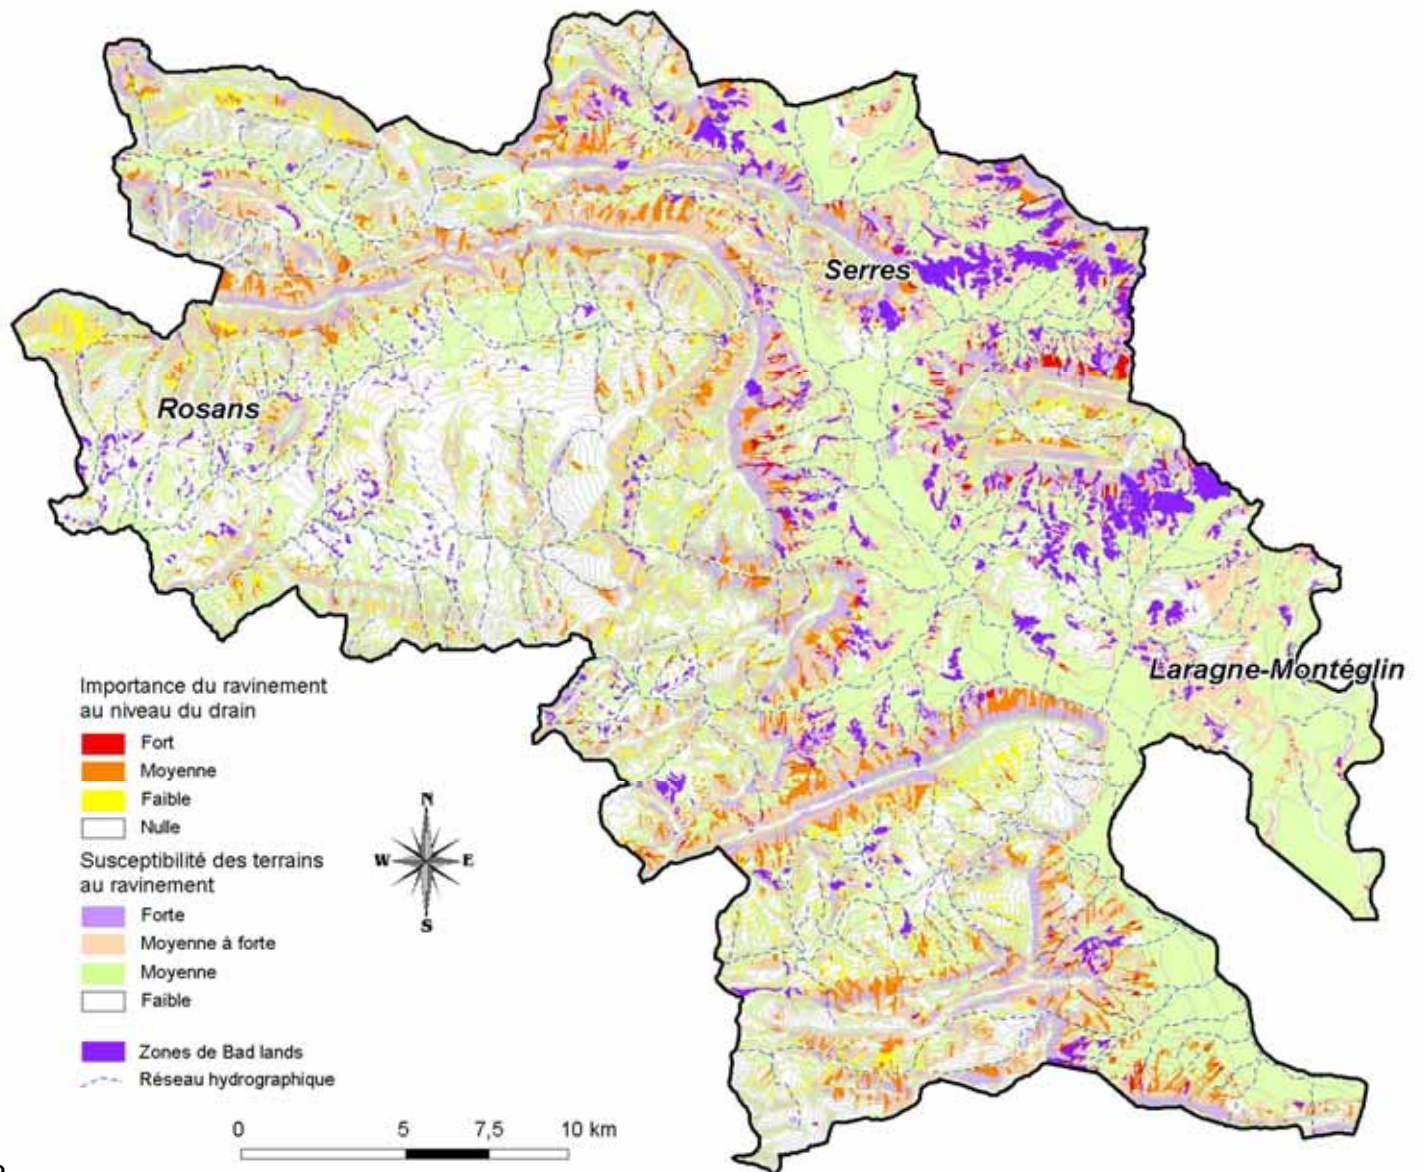 Serres
Rosans
Laragne-Montéglin
Importance du ravinement
au niveau du drain
Fort
Moyenne
Faible
Nulle
Susceptibilité des terrains
au ravinement
Forte
Moyenne à forte
Moyenne
Faible
Zones de Bad lands
Réseau hydrographique
N
W E
S
0 5 7,5 10 km